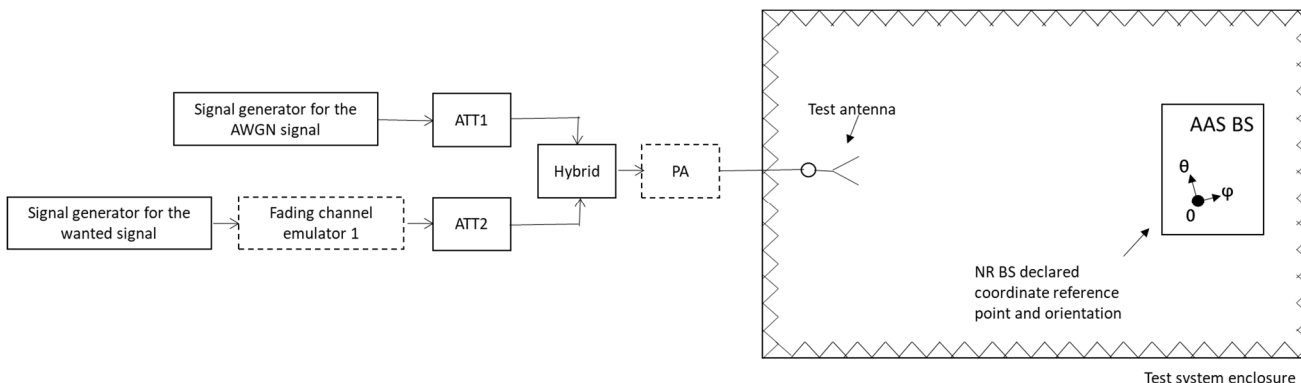 Signal generator for the
AWGN signal
ATT1
Hybrid
PA
Signal generator for the
wanted signal
Fading channel
emulator 1
ATT2
Test antenna
AAS BS
θ
φ
0
NR BS declared
coordinate reference
point and orientation
Test system enclosure